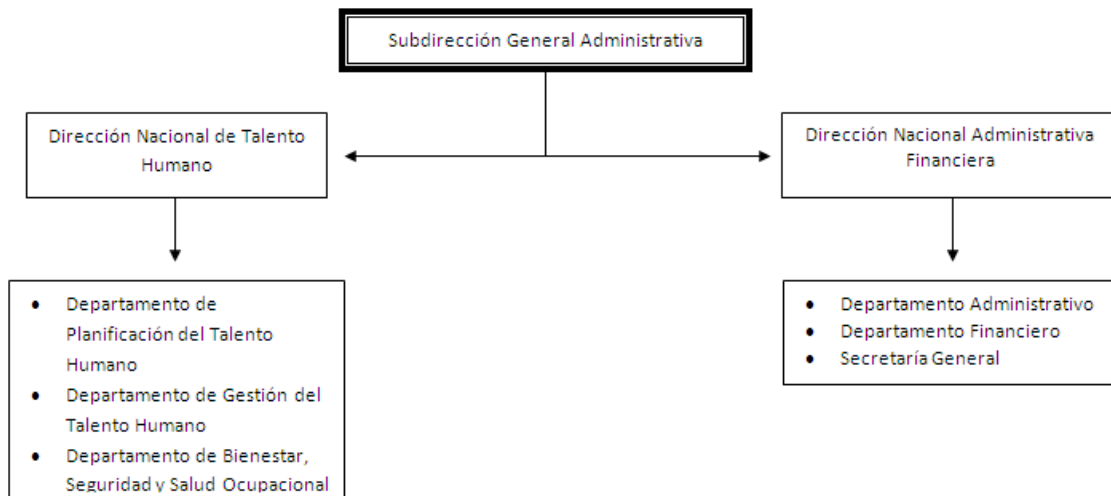 Subdirección General Administrativa
Dirección Nacional de Talento
Humano
Dirección Nacional Administrativa
Financiera
• Departamento de
Planificación del Talento
Humano
• Departamento de Gestión del
Talento Humano
• Departamento de Bienestar,
Seguridad y Salud Ocupacional
• Departamento Administrativo
• Departamento Financiero
• Secretaría General